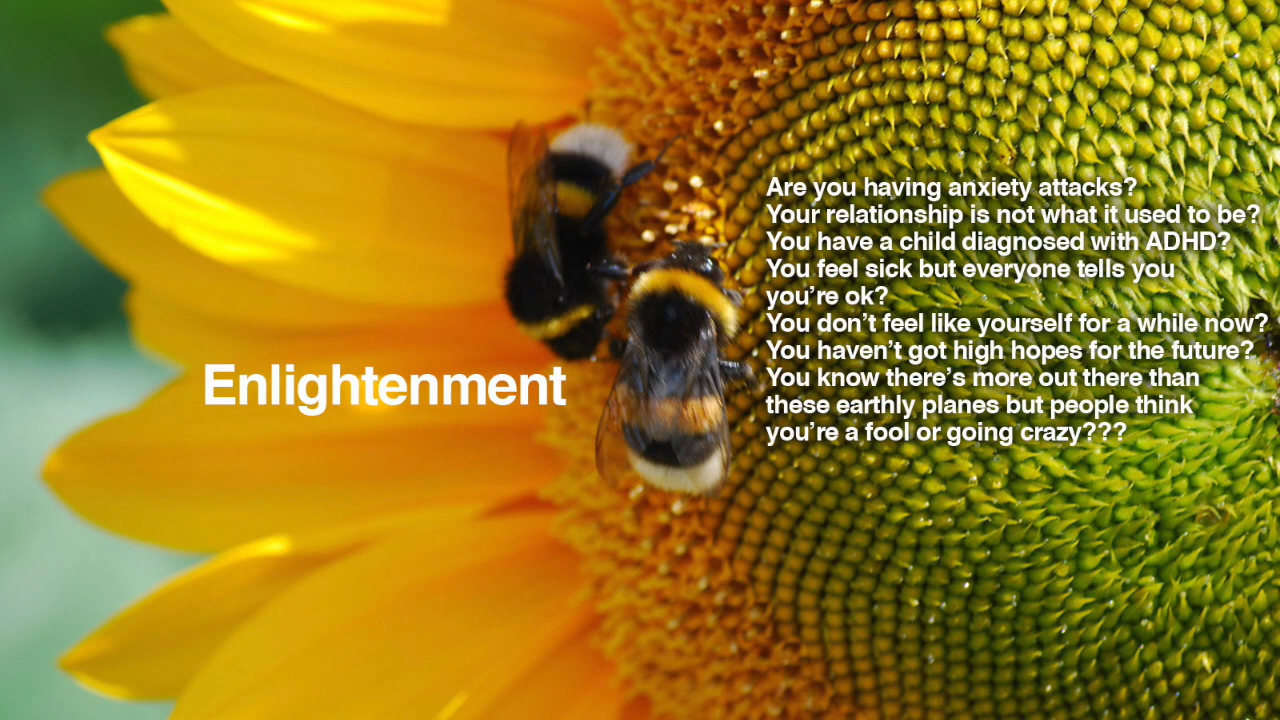 Enlightenment
Are you having anxiety attacks?
Your relationship is not what it used to be?
You have a child diagnosed with ADHD?
You feel sick but everyone tells you
you’re ok?
You don’t feel like yourself for a while now?
You haven’t got high hopes for the future?
You know there’s more out there than
these earthly planes but people think
you’re a fool or going crazy???